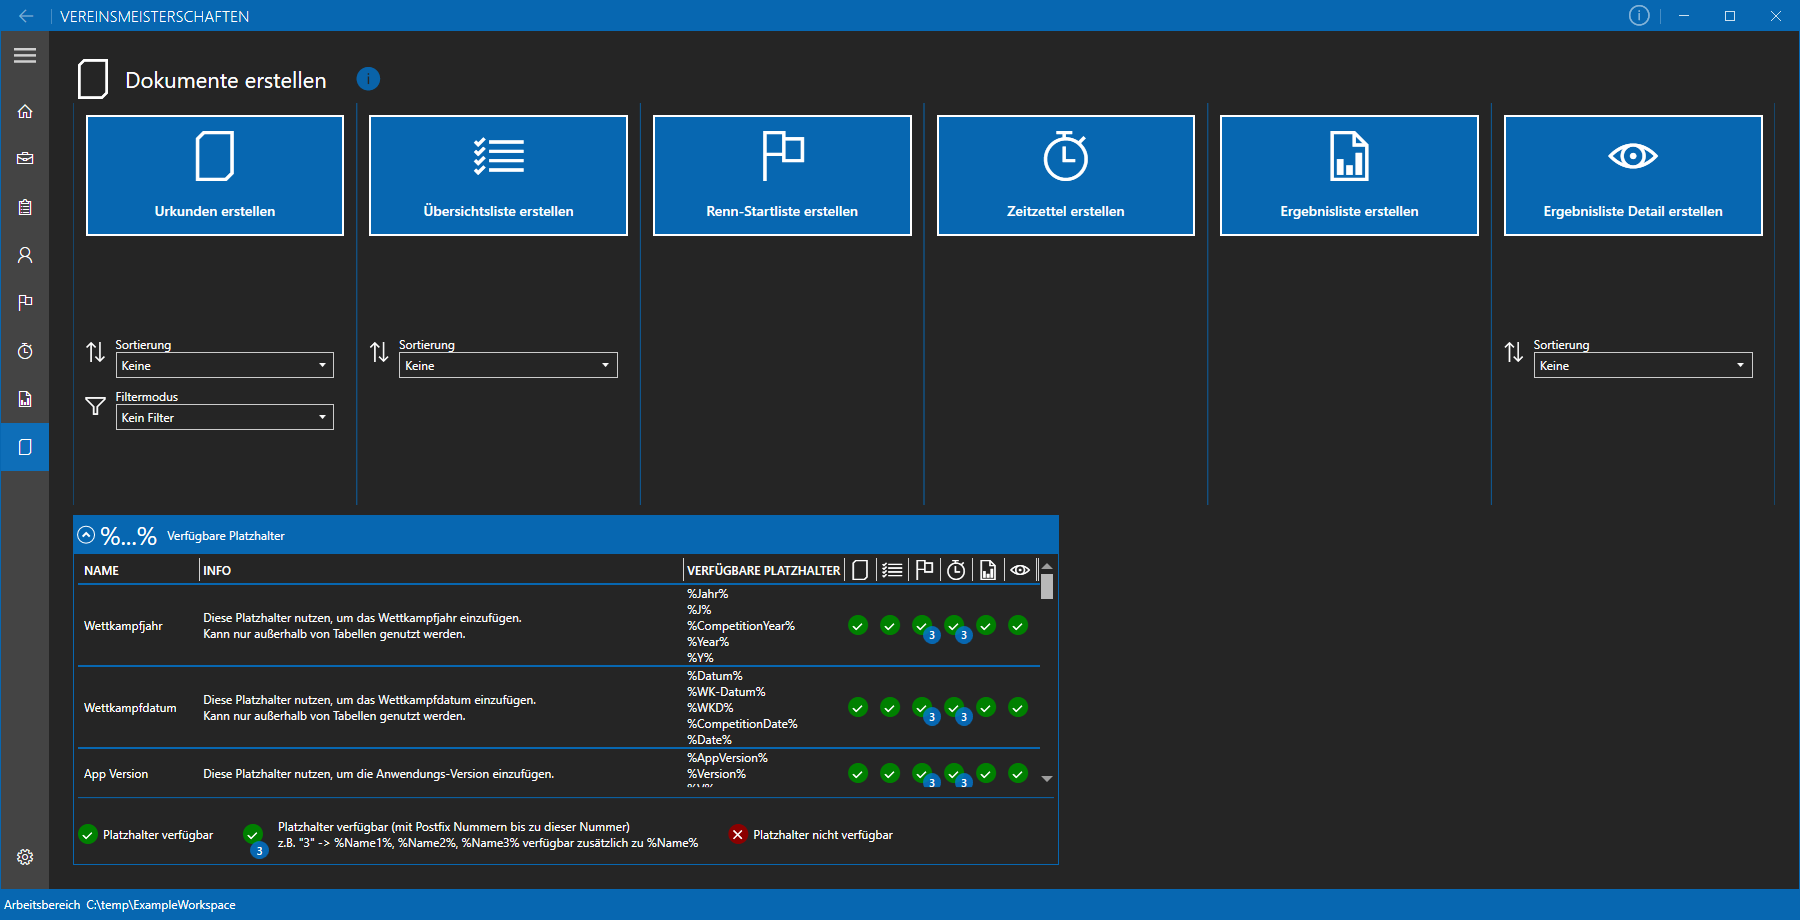 VEREINSMEISTERSCHAFTEN
Dokumente erstellen
Urkunden erstellen
Übersichtsliste erstellen
Renn-Startliste erstellen
Zeitzettel erstellen
Ergebnisliste erstellen
Ergebnisliste Detail erstellen
Sortierung
Keine
Filtermodus
Kein Filter
Sortierung
Keine
Sortierung
Keine
%...% Verfügbare Platzhalter
NAME INFO VERFÜGBARE PLATZHALTER
Wettkampfjahr
Diese Platzhalter nutzen, um das Wettkampfjahr einzufügen.
Kann nur außerhalb von Tabellen genutzt werden.
%Jahr%
%J%
%CompetitionYear%
%Year%
%Y%
3 3
Wettkampfdatum
Diese Platzhalter nutzen, um das Wettkampfdatum einzufügen.
Kann nur außerhalb von Tabellen genutzt werden.
%Datum%
%WK-Datum%
%WKD%
%CompetitionDate%
%Date%
3 3
App Version
Diese Platzhalter nutzen, um die Anwendungs-Version einzufügen.
%AppVersion%
%Version%
3 3
Platzhalter verfügbar
3
Platzhalter verfügbar (mit Postfix Nummern bis zu dieser Nummer)
z.B. "3" -> %Name1%, %Name2%, %Name3% verfügbar zusätzlich zu %Name%
Platzhalter nicht verfügbar
Arbeitsbereich C:\temp\ExampleWorkspace